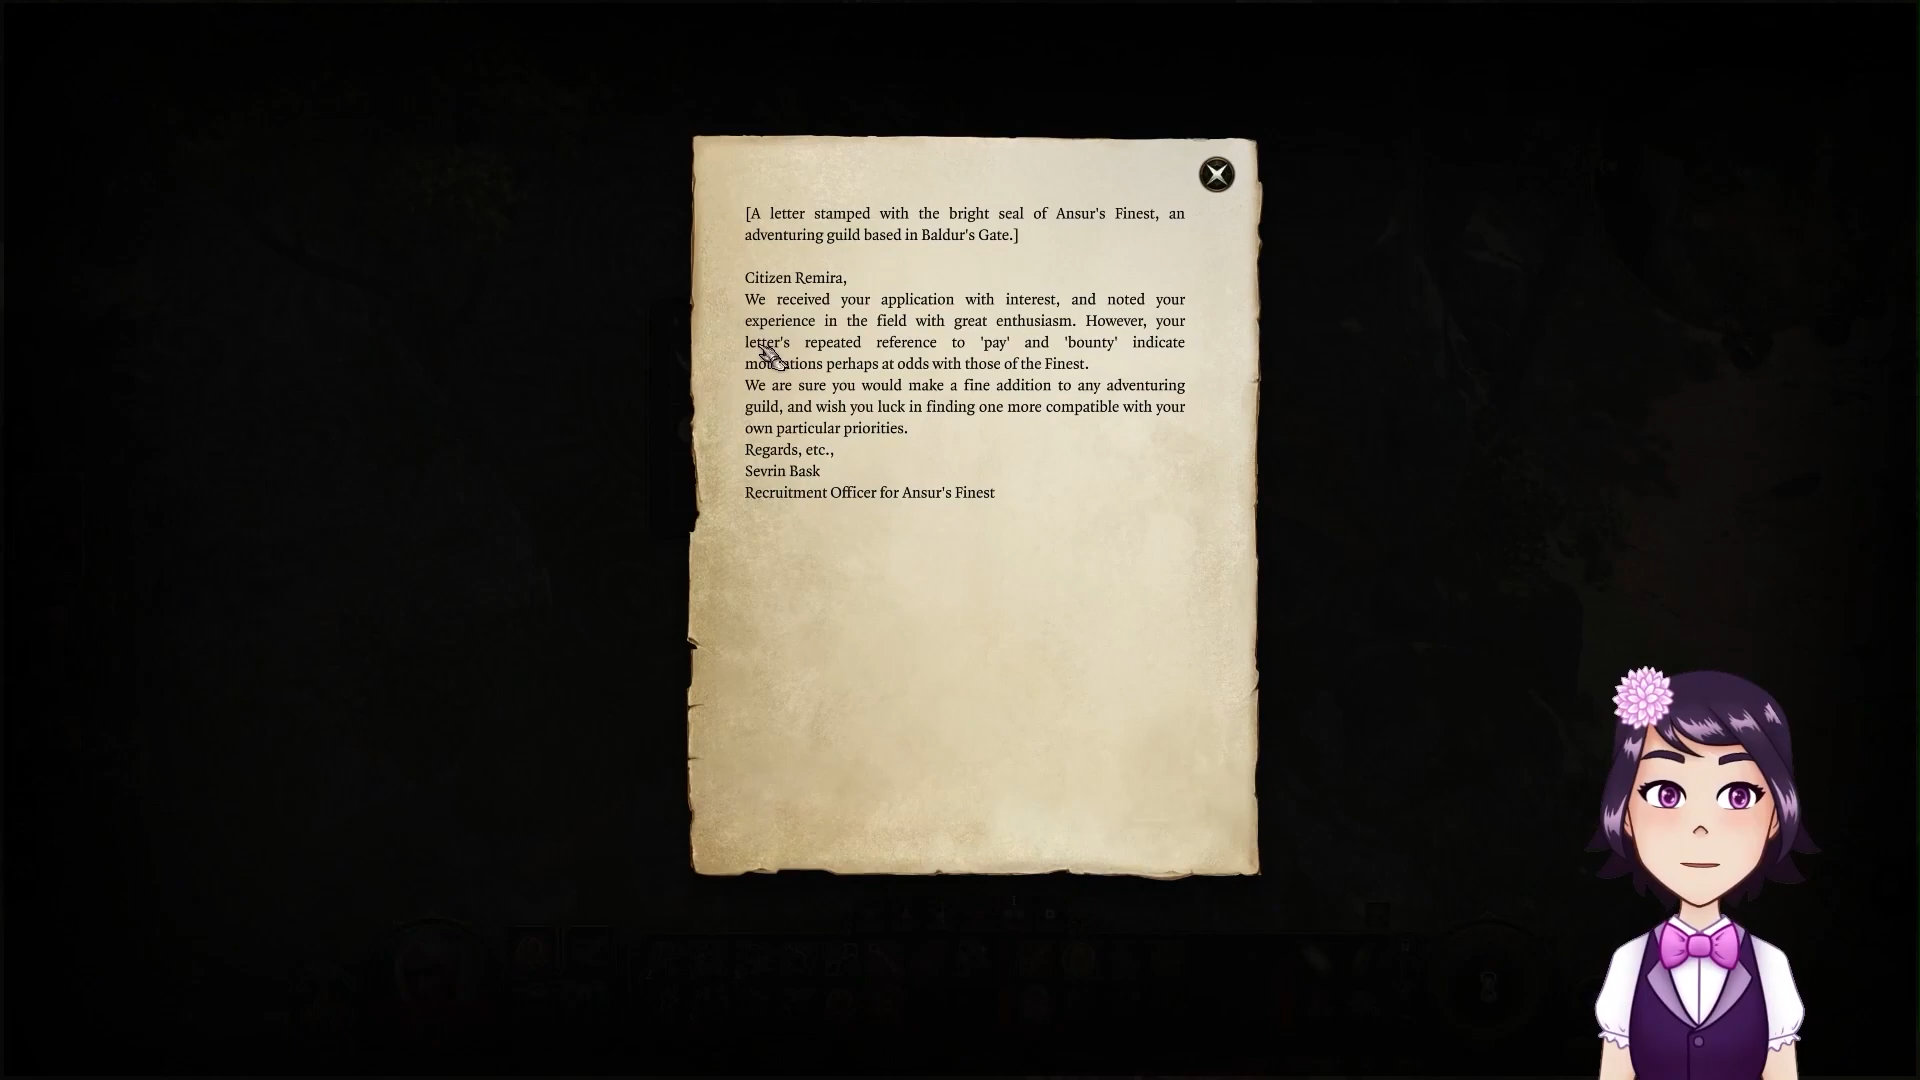 [A letter stamped with the bright seal of Ansur's Finest, an
adventuring guild based in Baldur's Gate.]
Citizen Remira,
We received your application with interest, and noted your
experience in the field with great enthusiasm. However, your
letter's repeated reference to 'pay' and 'bounty' indicate
motivations perhaps at odds with those of the Finest.
We are sure you would make a fine addition to any adventuring
guild, and wish you luck in finding one more compatible with your
own particular priorities.
Regards, etc.,
Sevrin Bask
Recruitment Officer for Ansur's Finest